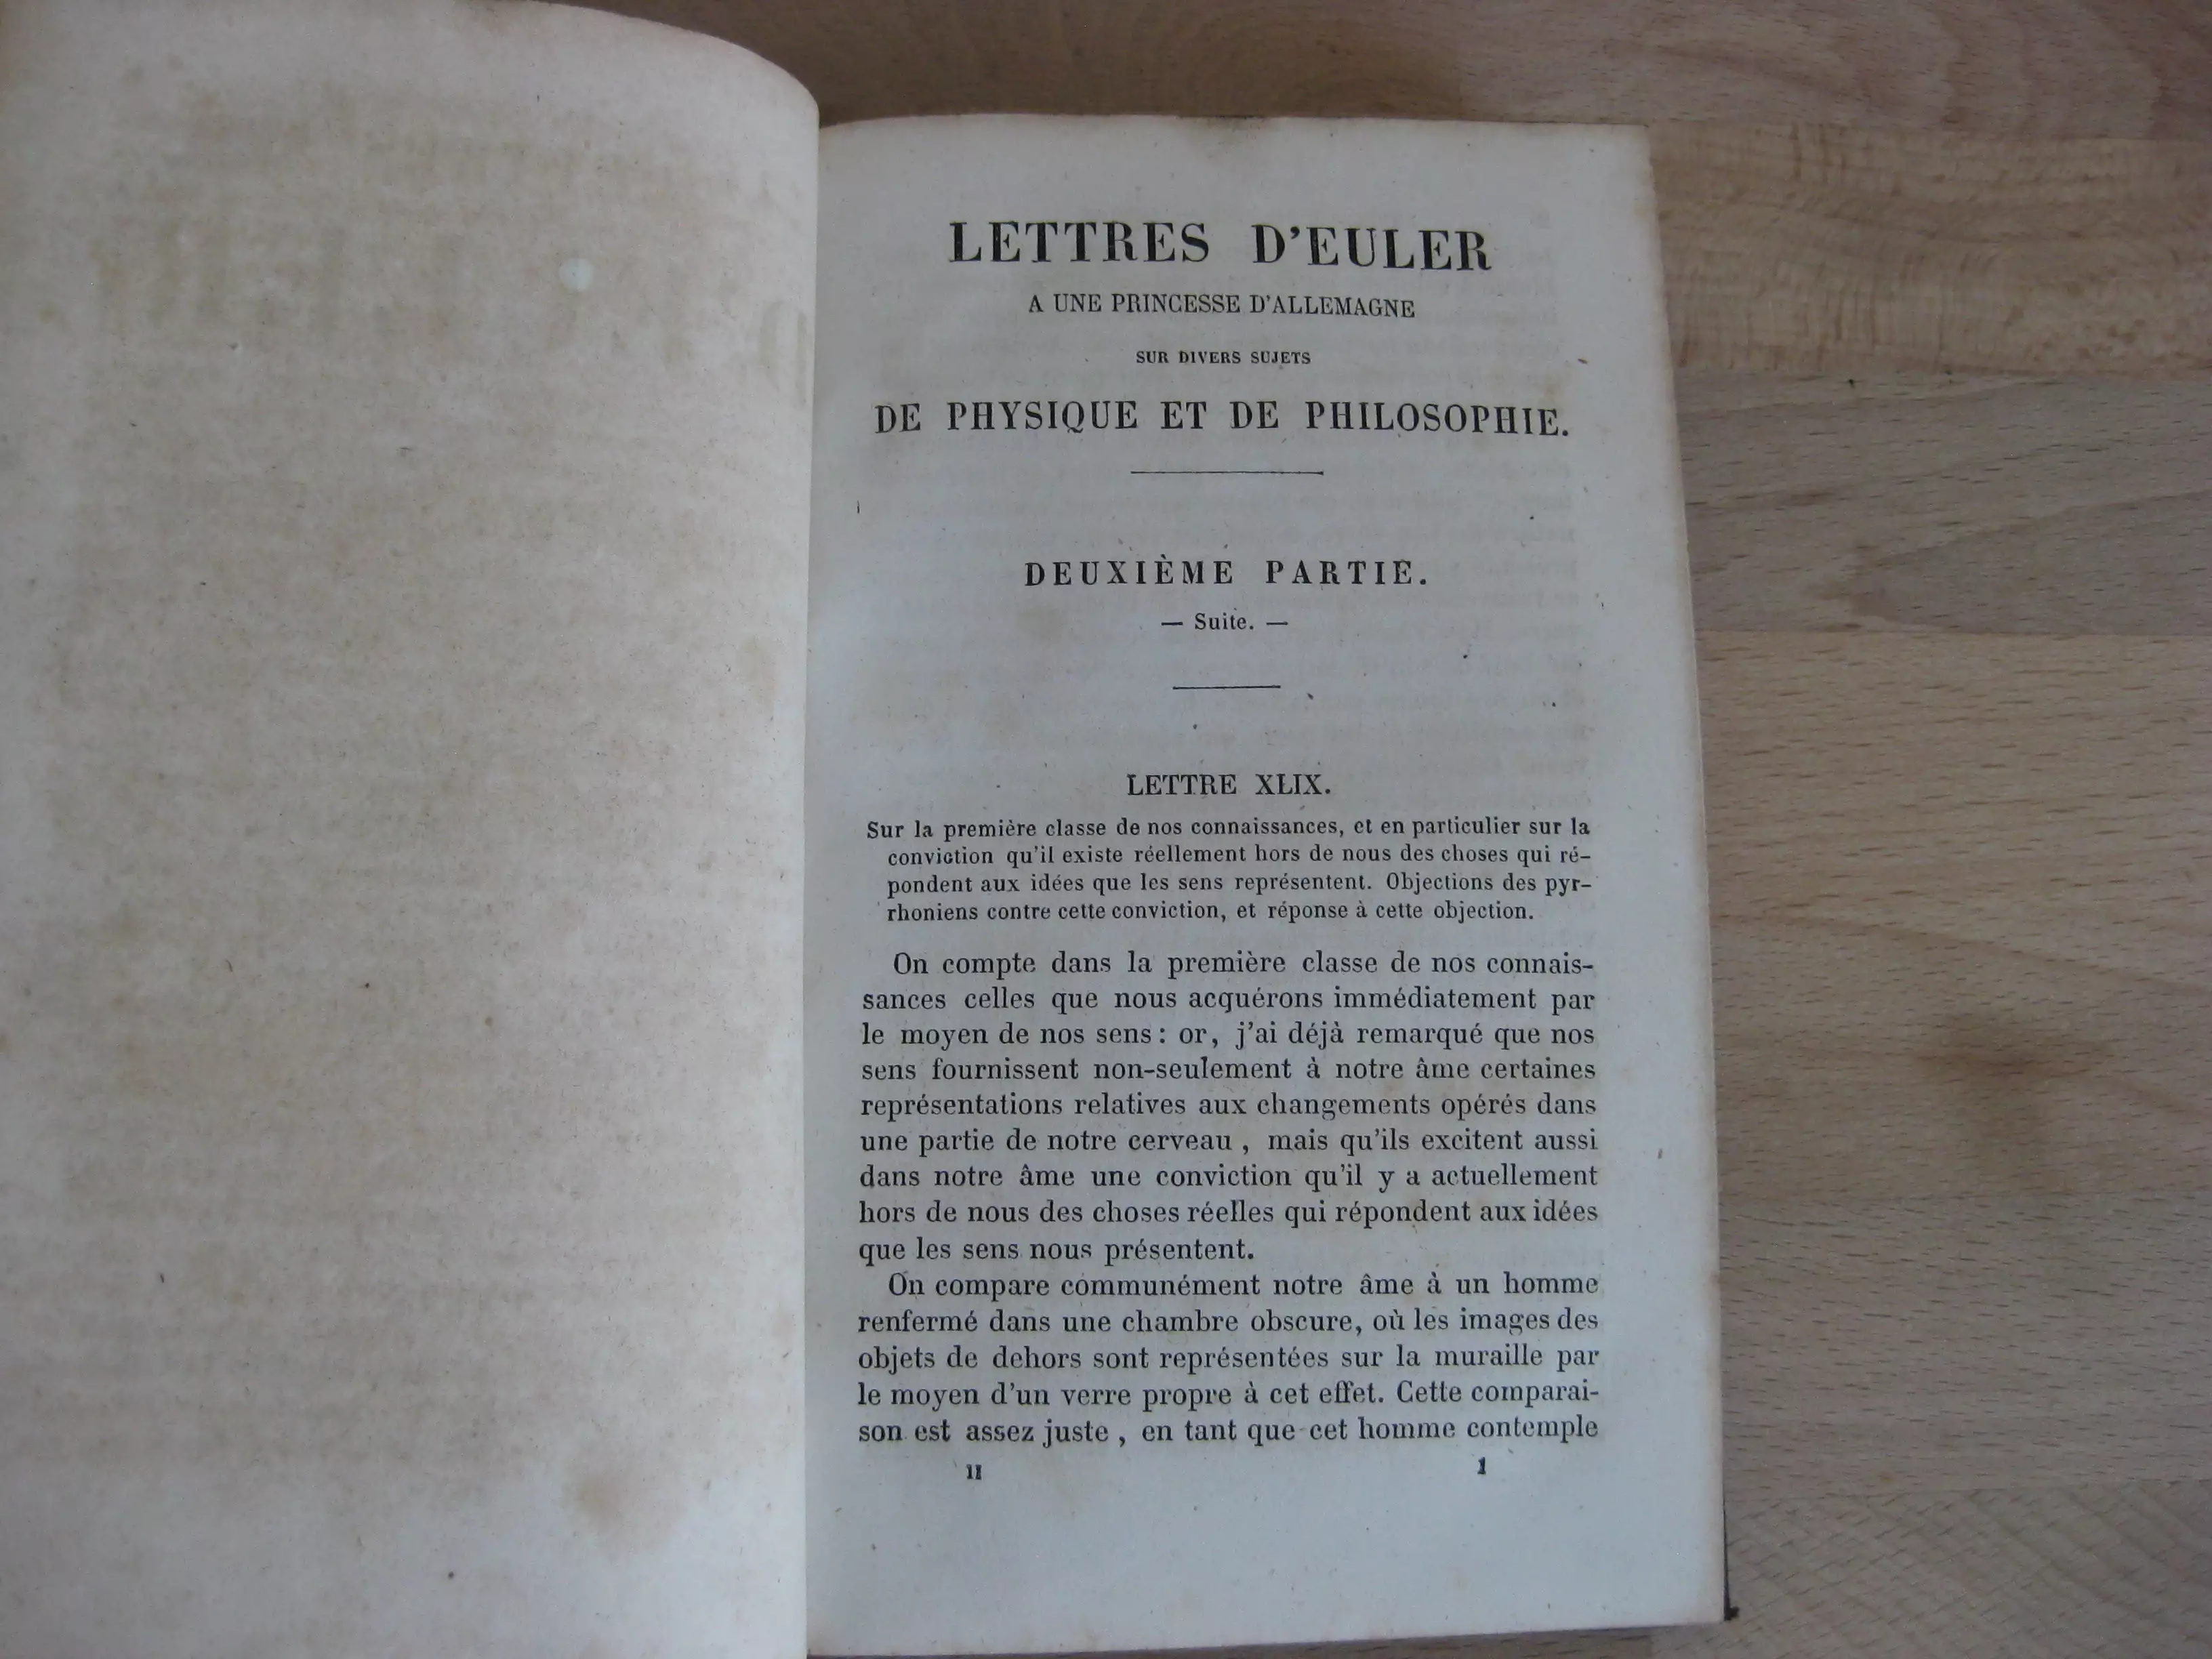 LETTRES D'EULER
A UNE PRINCESSE D'ALLEMAGNE
SUR DIVERS SUJETS
DE PHYSIQUE ET DE PHILOSOPHIE.
DEUXIÈME PARTIE.
— Suite. —
LETTRE XLIX.
Sur la première classe de nos connaissances, et en particulier sur la
conviction qu'il existe réellement hors de nous des choses qui ré-
pondent aux idées que les sens représentent. Objections des pyr-
rhoniens contre cette conviction, et réponse à cette objection.
On compte dans la première classe de nos connais-
sances celles que nous acquérons immédiatement par
le moyen de nos sens : or, j'ai déjà remarqué que nos
sens fournissent non-seulement à notre âme certaines
représentations relatives aux changements opérés dans
une partie de notre cerveau , mais qu'ils excitent aussi
dans notre âme une conviction qu'il y a actuellement
hors de nous des choses réelles qui répondent aux idées
que les sens nous présentent.
On compare communément notre âme à un homme
renfermé dans une chambre obscure, où les images des
objets de dehors sont représentées sur la muraille par
le moyen d'un verre propre à cet effet. Cette comparai-
son est assez juste , en tant que cet homme contemple
II 1